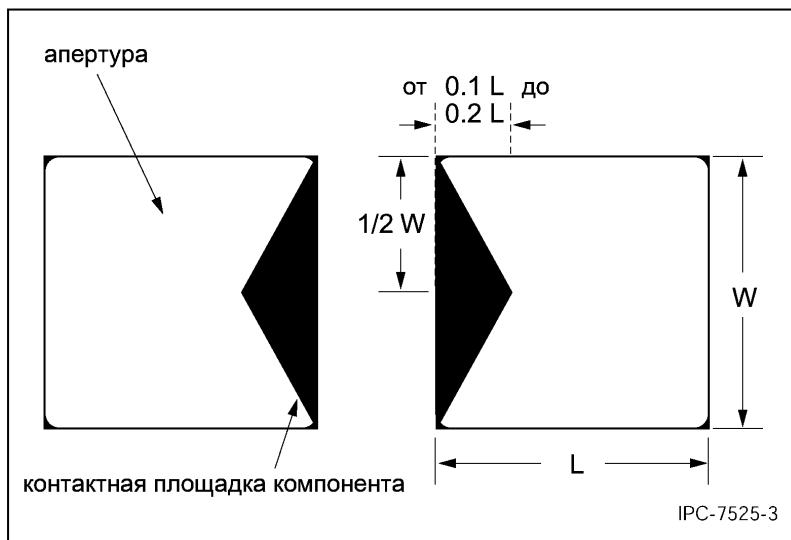 апертура
от 0.1 L до
0.2 L
1/2 W
W
L
контактная площадка компонента
IPC-7525-3